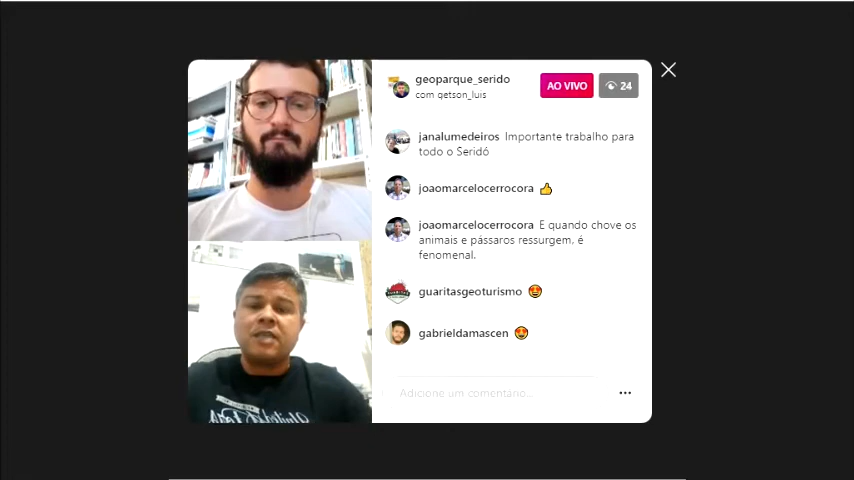 geoparque_serido
com qetson_luis
AO VIVO
24
janalumedeiros Importante trabalho para
todo o Seridó
joaomarcelocerrocora 👍
joaomarcelocerrocora E quando chove os
animais e pássaros ressurgem, é
fenomenal.
guaritasgeoturismo 😍
gabrieldamascen 😍
Adicione um comentário...